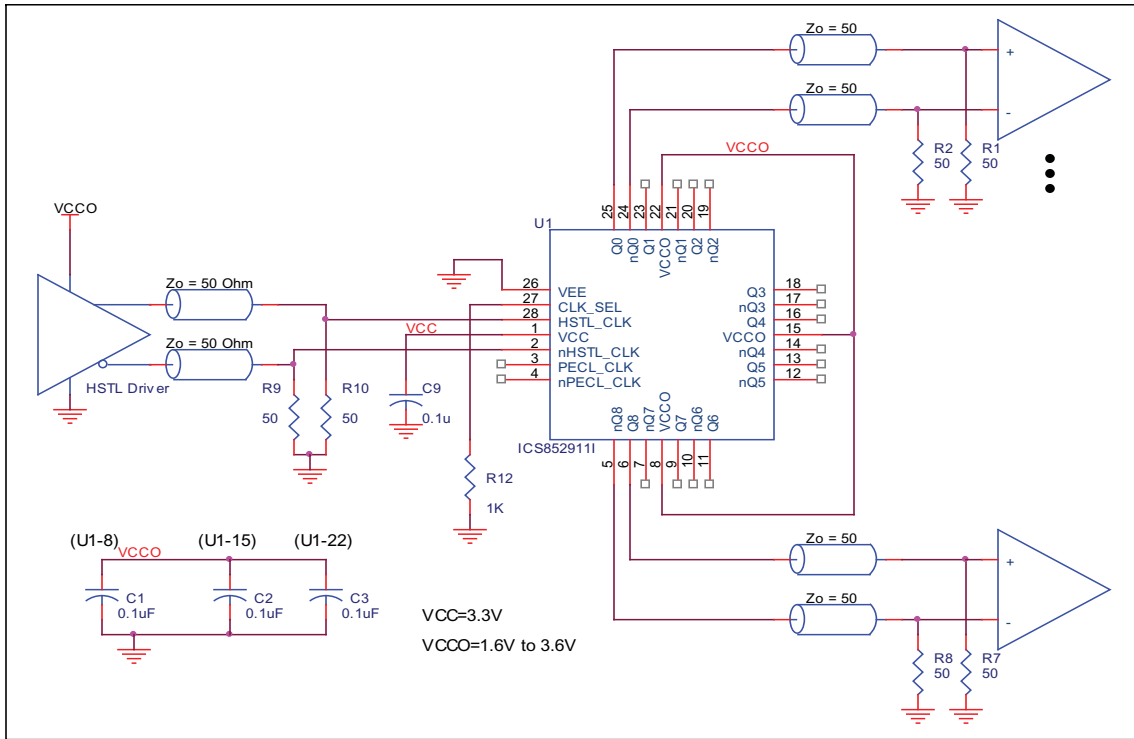 Zo = 50
+
Zo = 50
-
R2
50
R1
50
VCCO
25
24
23
22
21
20
19
U1
Q0
nQ0
Q1
VCCO
nQ1
Q2
nQ2
VCCO
Zo = 50 Ohm
Zo = 50 Ohm
HSTL Driver
R9
50
R10
50
VCC
C9
0.1u
26
27
28
1
2
3
4
VEE
CLK_SEL
HSTL_CLK
VCC
nHSTL_CLK
PECL_CLK
nPECL_CLK
Q3
nQ3
Q4
VCCO
nQ4
Q5
nQ5
18
17
16
15
14
13
12
nQ8
Q8
nQ7
VCCO
Q7
nQ6
Q6
ICS852911I
5
6
7
8
9
10
11
R12
1K
(U1-8)
(U1-15)
(U1-22)
VCCO
C1
0.1uF
C2
0.1uF
C3
0.1uF
VCC=3.3V
VCCO=1.6V to 3.6V
Zo = 50
+
Zo = 50
-
R8
50
R7
50